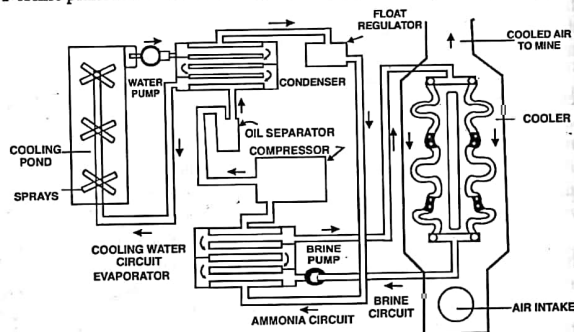 FLOAT
REGULATOR
COOLED AIR
TO MINE
WATER
PUMP
CONDENSER
COOLER
OIL SEPARATOR
COMPRESSOR
COOLING
POND
SPRAYS
COOLING WATER
CIRCUIT
EVAPORATOR
BRINE
PUMP
BRINE
CIRCUIT
AMMONIA CIRCUIT
AIR INTAKE